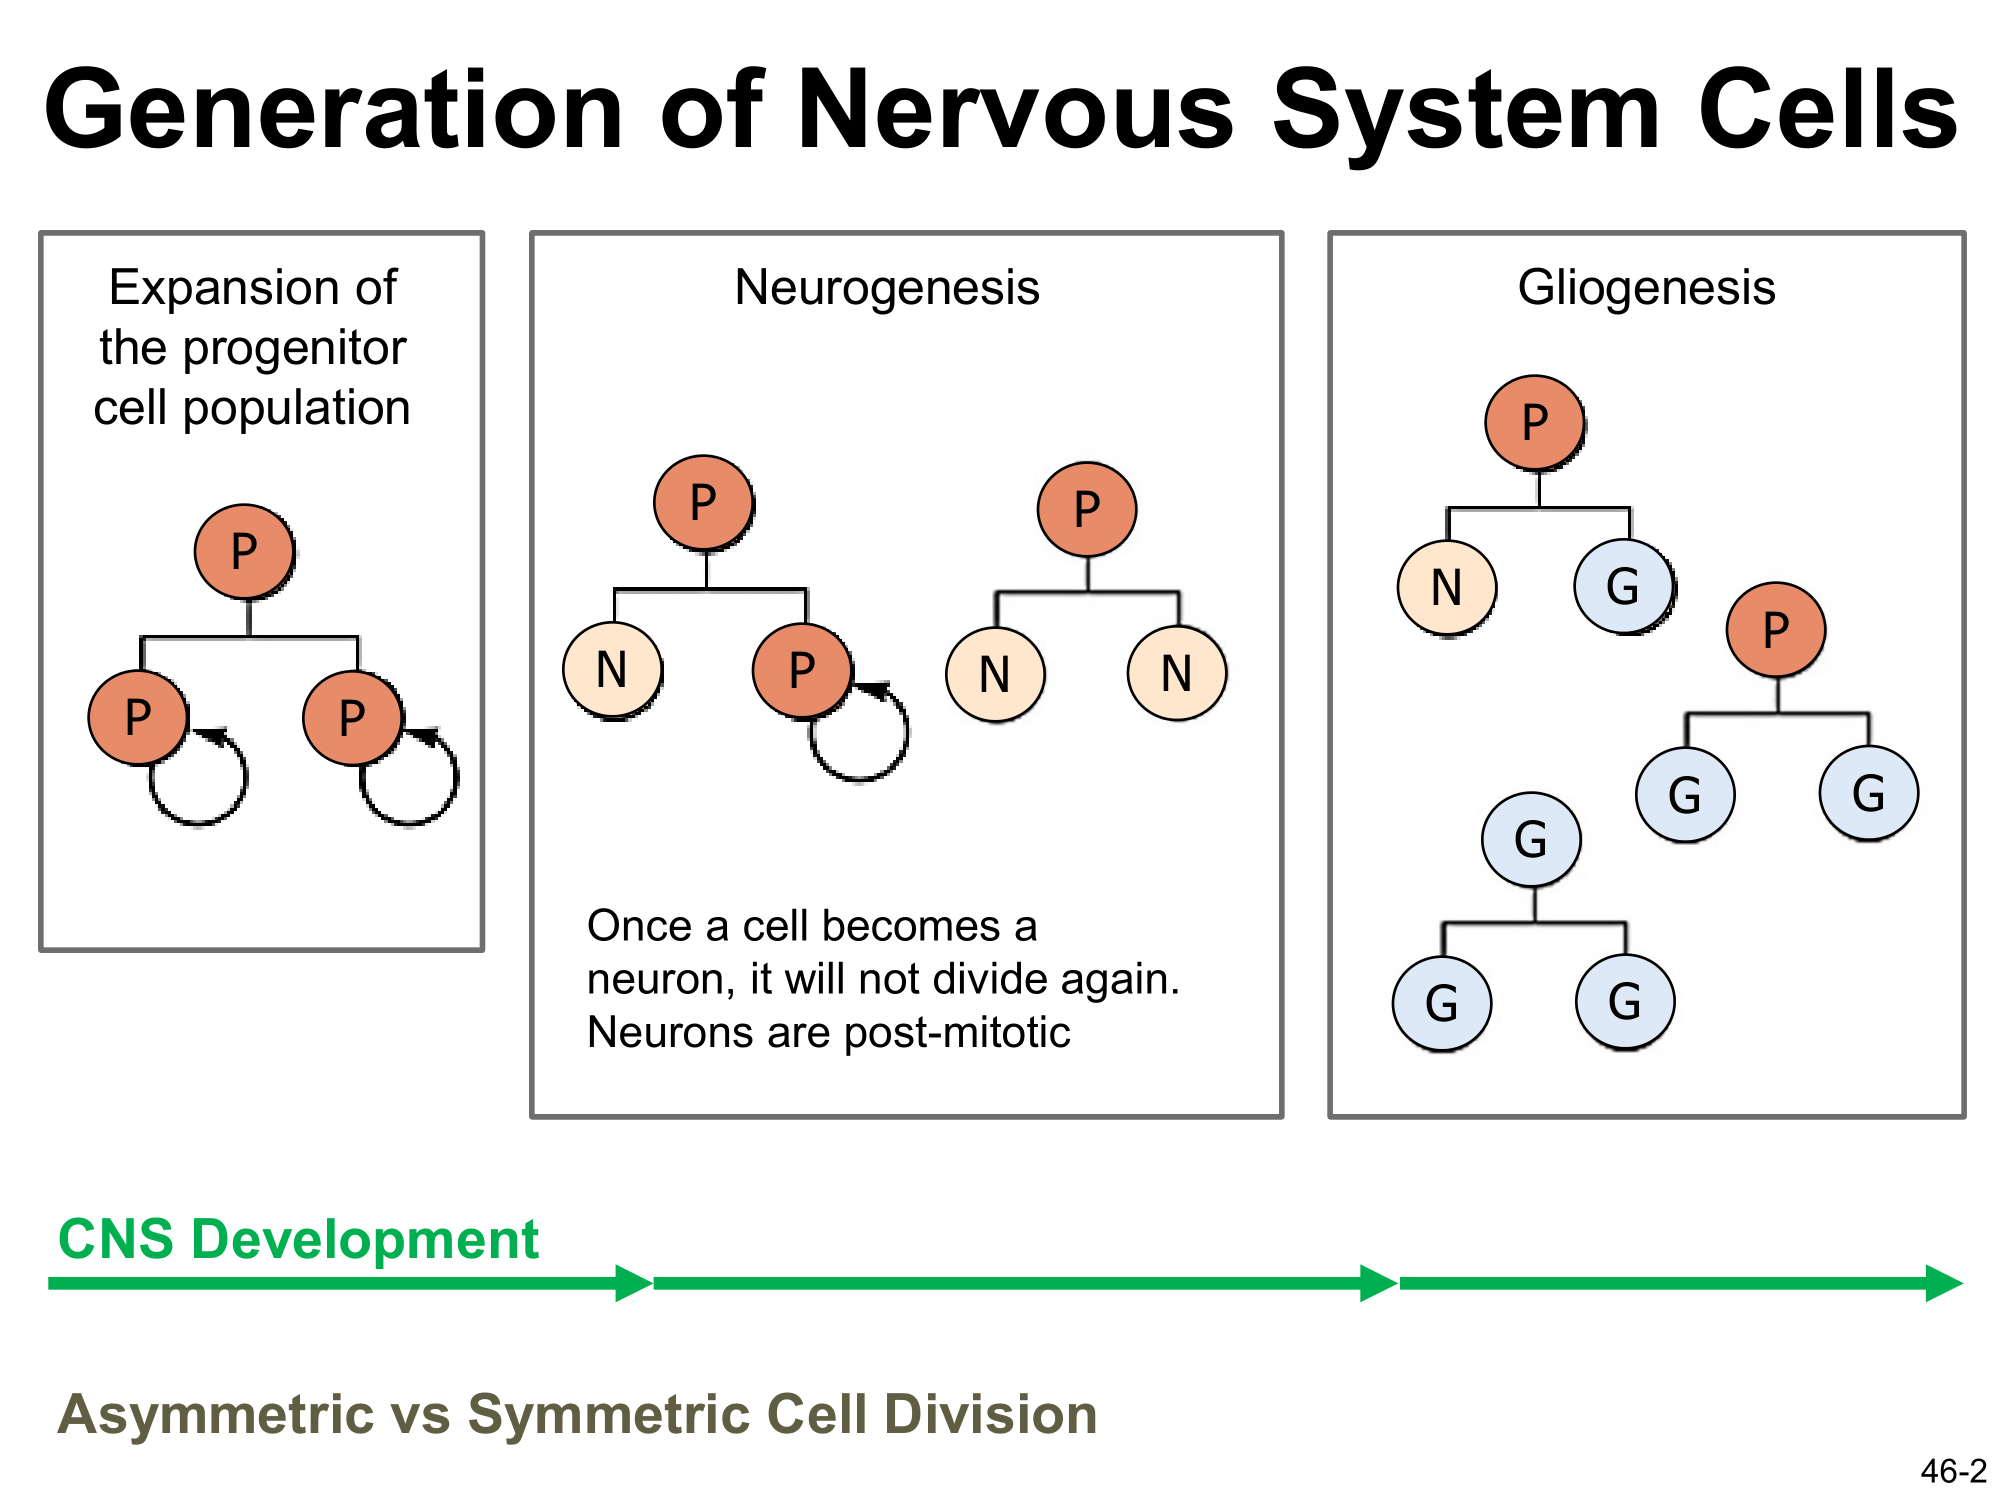 Generation of Nervous System Cells
Expansion of
the progenitor
cell population
P
P
P
Neurogenesis
P
N
P
P
N
N
Once a cell becomes a
neuron, it will not divide again.
Neurons are post-mitotic
Gliogenesis
P
N
G
P
G
G
G
G
G
CNS Development
Asymmetric vs Symmetric Cell Division
46-2